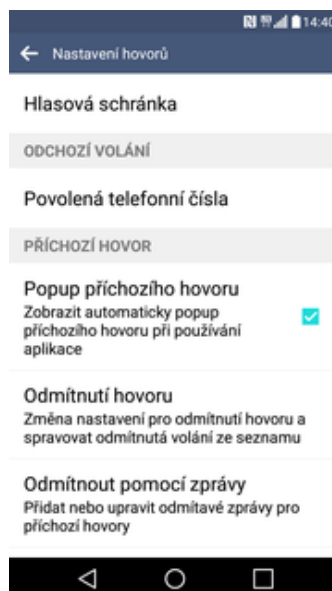 14:40
Nastavení hovorů
Hlasová schránka
ODCHOZÍ VOLÁNÍ
Povolená telefonní čísla
PŘÍCHOZÍ HOVOR
Popup příchozího hovoru
Zobrazit automaticky popup
příchozího hovoru při používání
aplikace
Odmítnutí hovoru
Změna nastavení pro odmítnutí hovoru a
spravovat odmítnutá volání ze seznamu
Odmítnout pomocí zprávy
Přidat nebo upravit odmítavé zprávy pro
příchozí hovory